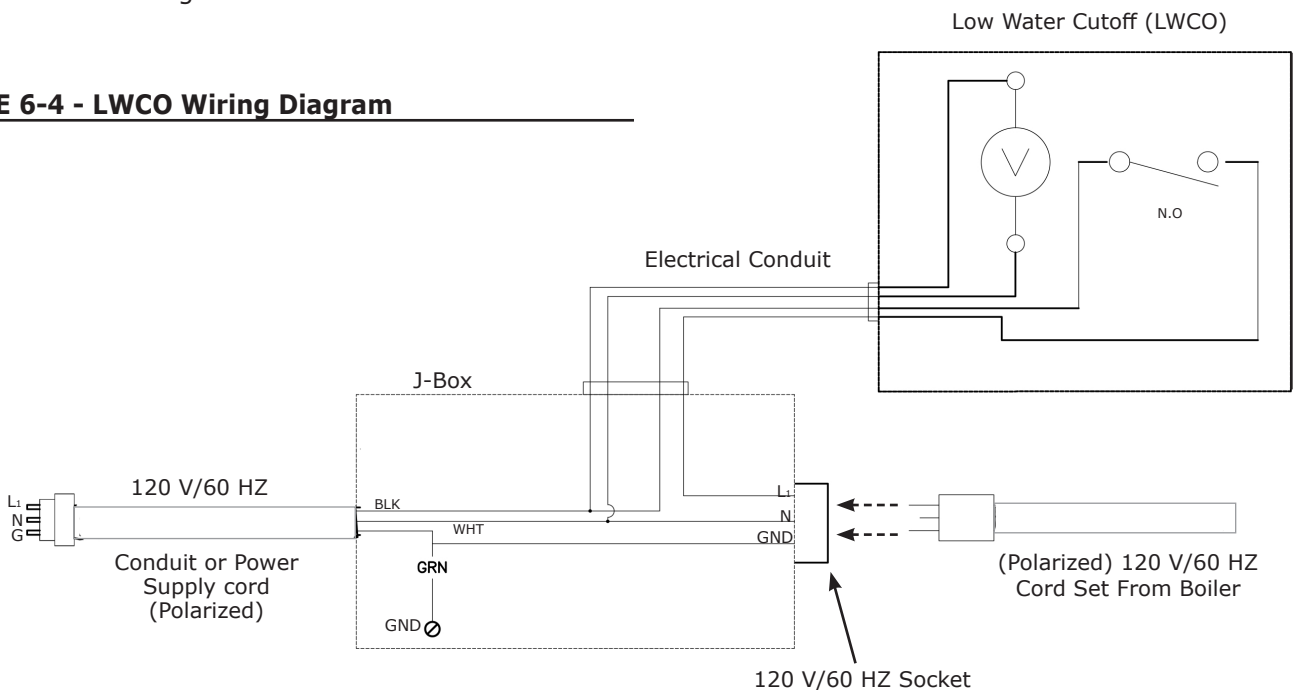 Low Water Cutoff (LWCO)
E 6-4 - LWCO Wiring Diagram
V
N.O
Electrical Conduit
J-Box
120 V/60 HZ
L1
N
G
BLK
WHT
GRN
GND
L1
N
GND
Conduit or Power
Supply cord
(Polarized)
(Polarized) 120 V/60 HZ
Cord Set From Boiler
120 V/60 HZ Socket